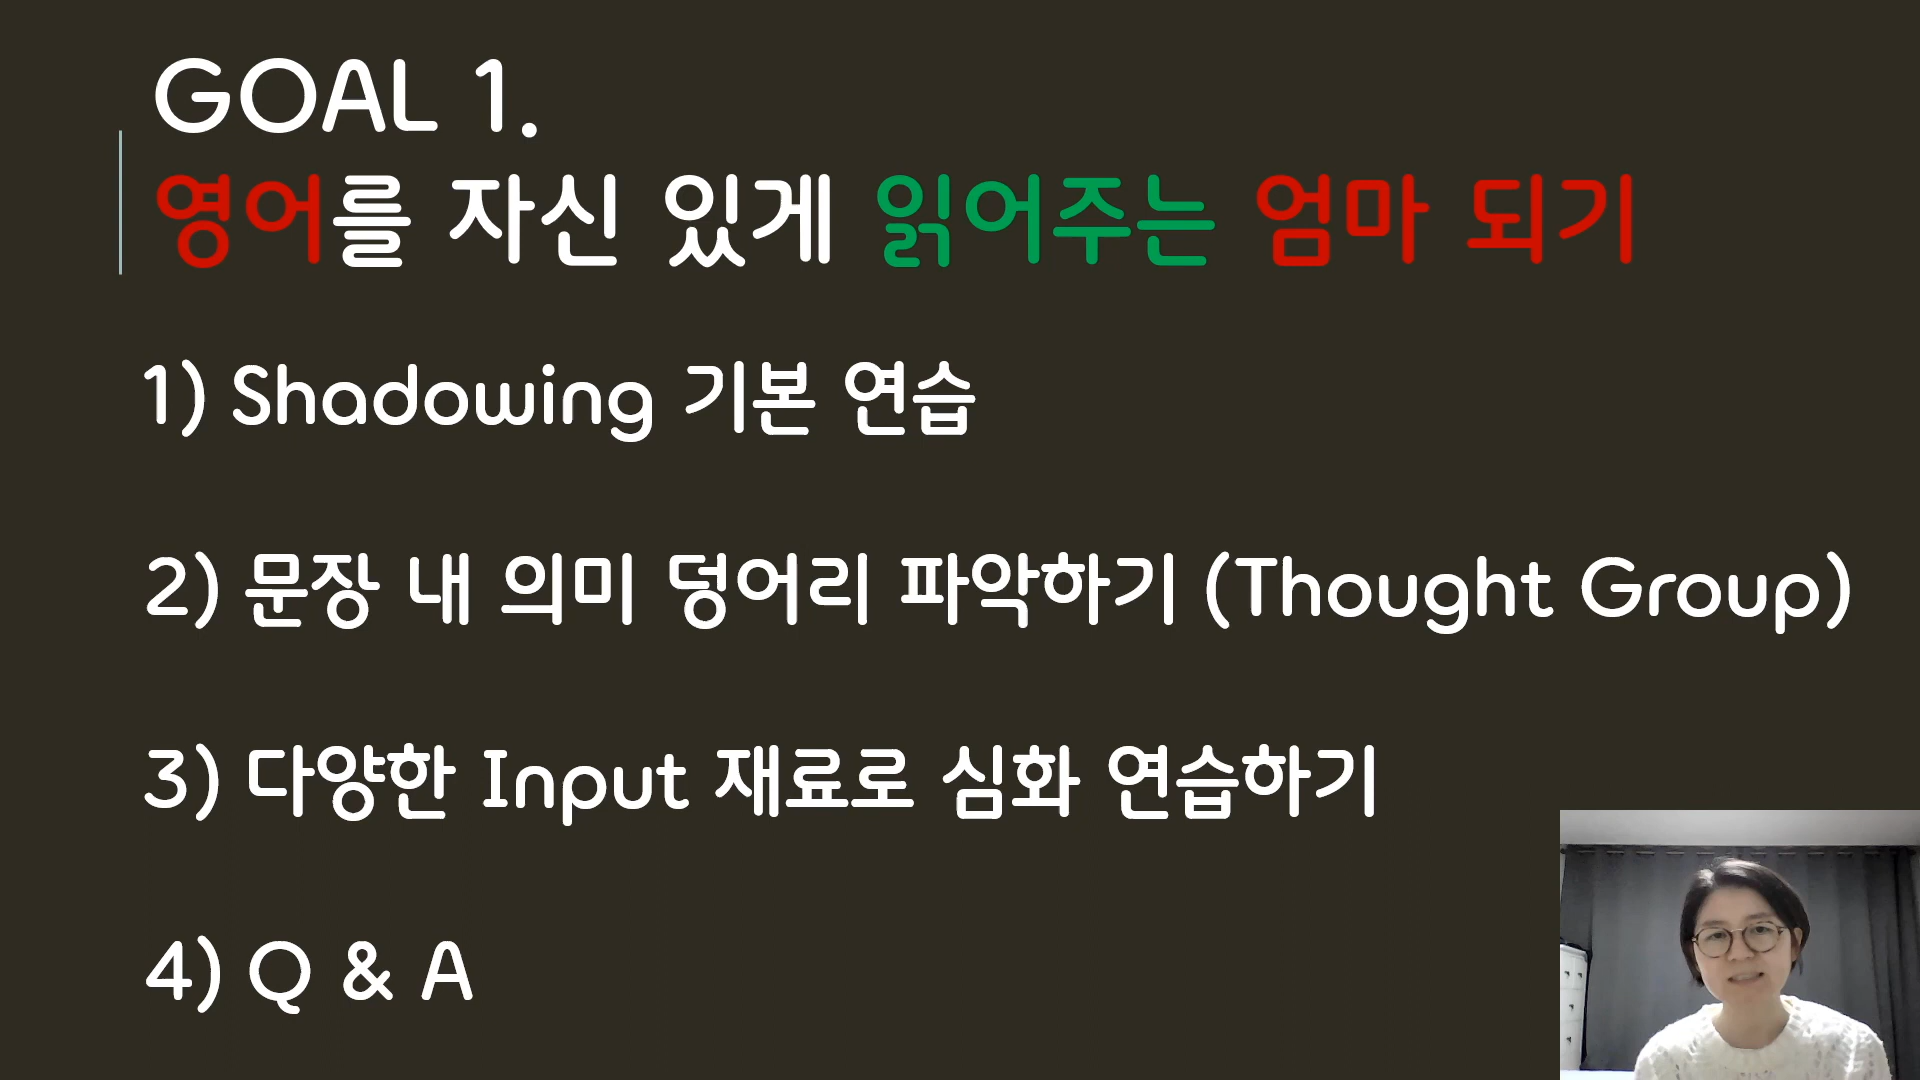 GOAL 1.
영어를 자신 있게 읽어주는 엄마 되기
1) Shadowing 기본 연습
2) 문장 내 의미 덩어리 파악하기 (Thought Group)
3) 다양한 Input 재료로 심화 연습하기
4) Q & A